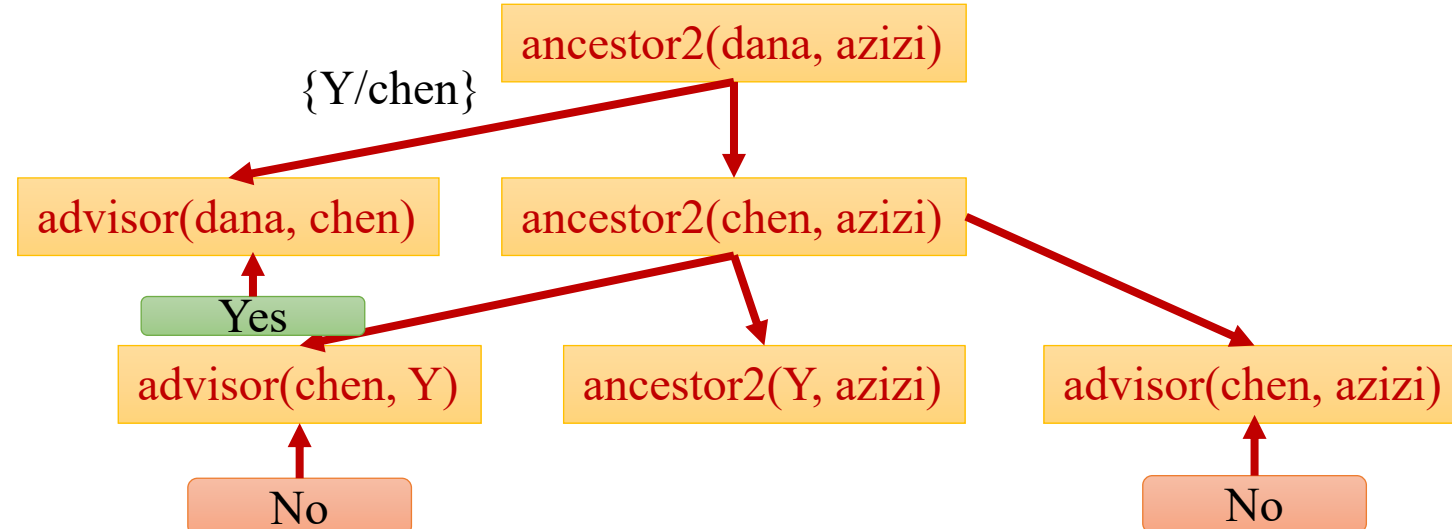 ancestor2(dana, azizi)
{Y/chen}
advisor(dana, chen)
ancestor2(chen, azizi)
Yes
advisor(chen, Y)
ancestor2(Y, azizi)
advisor(chen, azizi)
No
No